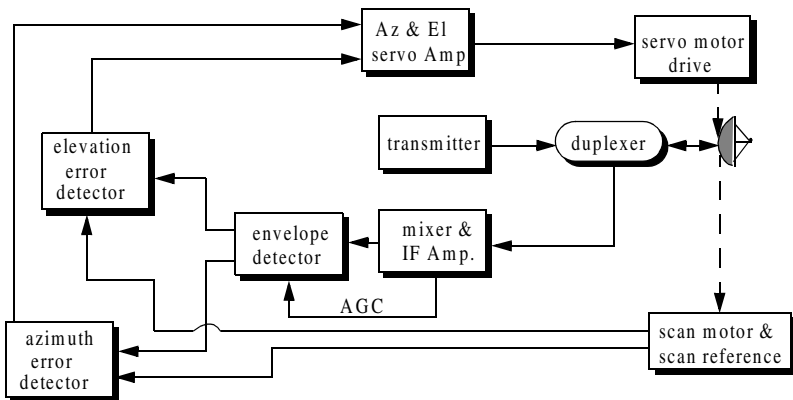 Az & El
servo Amp
servo motor
drive
transmitter
duplexer
elevation
error
detector
envelope
detector
mixer &
IF Amp.
AGC
azimuth
error
detector
scan motor &
scan reference